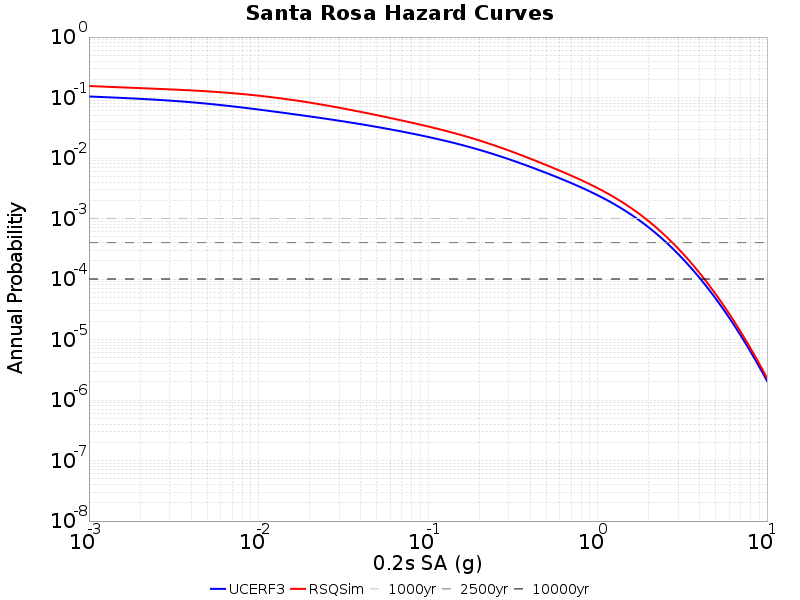 Santa Rosa Hazard Curves
10^0
10^-1
10^-2
10^-3
10^-4
10^-5
10^-6
10^-7
10^-8
Annual Probabilitiy
10^-3 10^-2 10^-1 10^0 10^1
0.2s SA (g)
UCERF3 RSQSim 1000yr 2500yr 10000yr